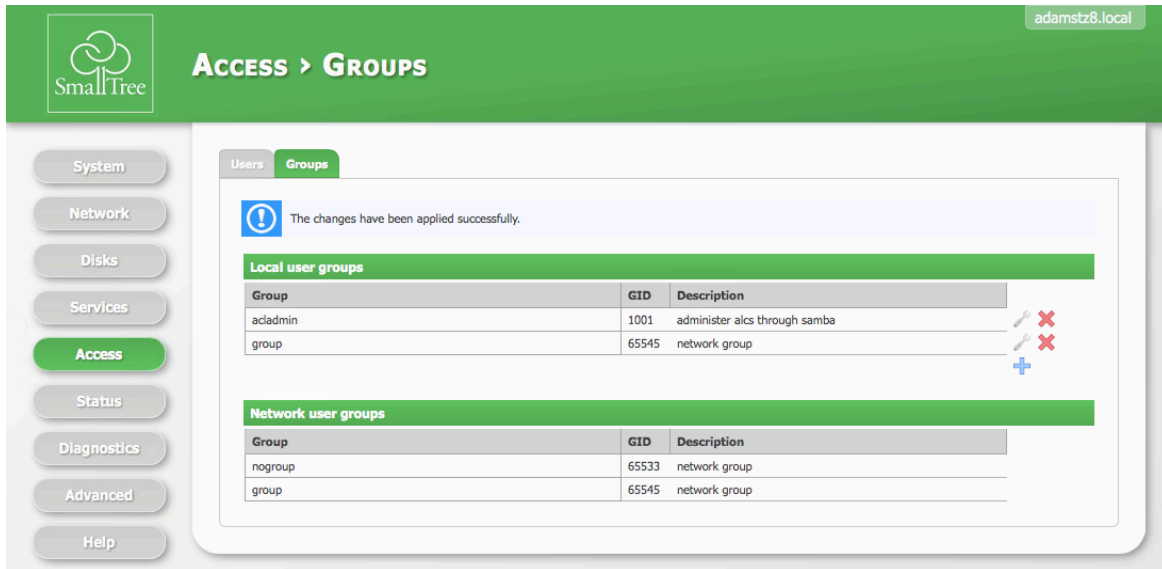 adamstz8.local
SmallTree
Access > Groups
System
Network
Disks
Services
Access
Status
Diagnostics
Advanced
Help
Users Groups
The changes have been applied successfully.
Local user groups
Group GID Description
acladmin 1001 administer alcs through samba
group 65545 network group
Network user groups
Group GID Description
nogroup 65533 network group
group 65545 network group